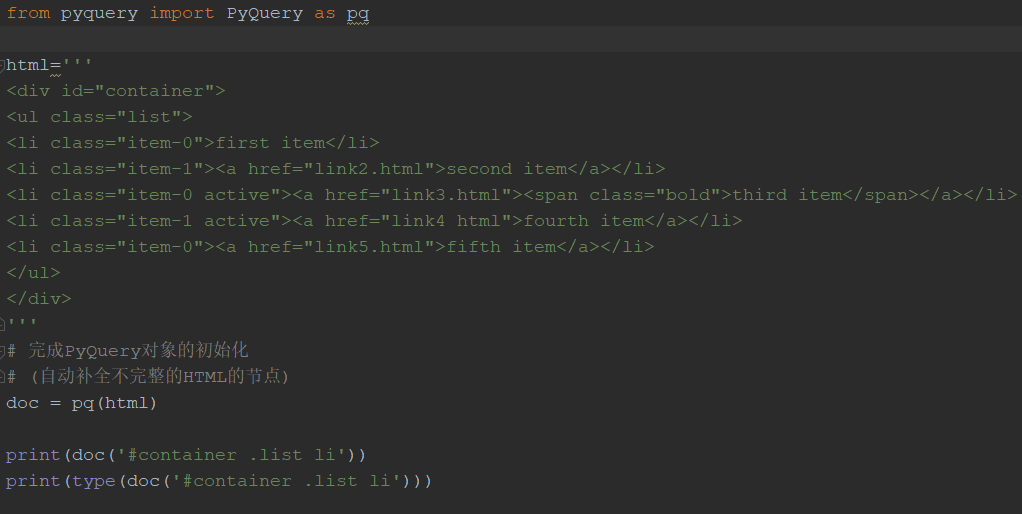 from pyquery import PyQuery as pq
html='''
<div id="container">
<ul class="list">
<li class="item-0">first item</li>
<li class="item-1"><a href="link2.html">second item</a></li>
<li class="item-0 active"><a href="link3.html"><span class="bold">third item</span></a></li>
<li class="item-1 active"><a href="link4 html">fourth item</a></li>
<li class="item-0"><a href="link5.html">fifth item</a></li>
</ul>
</div>
'''
# 完成PyQuery对象的初始化
# (自动补全不完整的HTML的节点)
doc = pq(html)
print(doc('#container .list li'))
print(type(doc('#container .list li')))